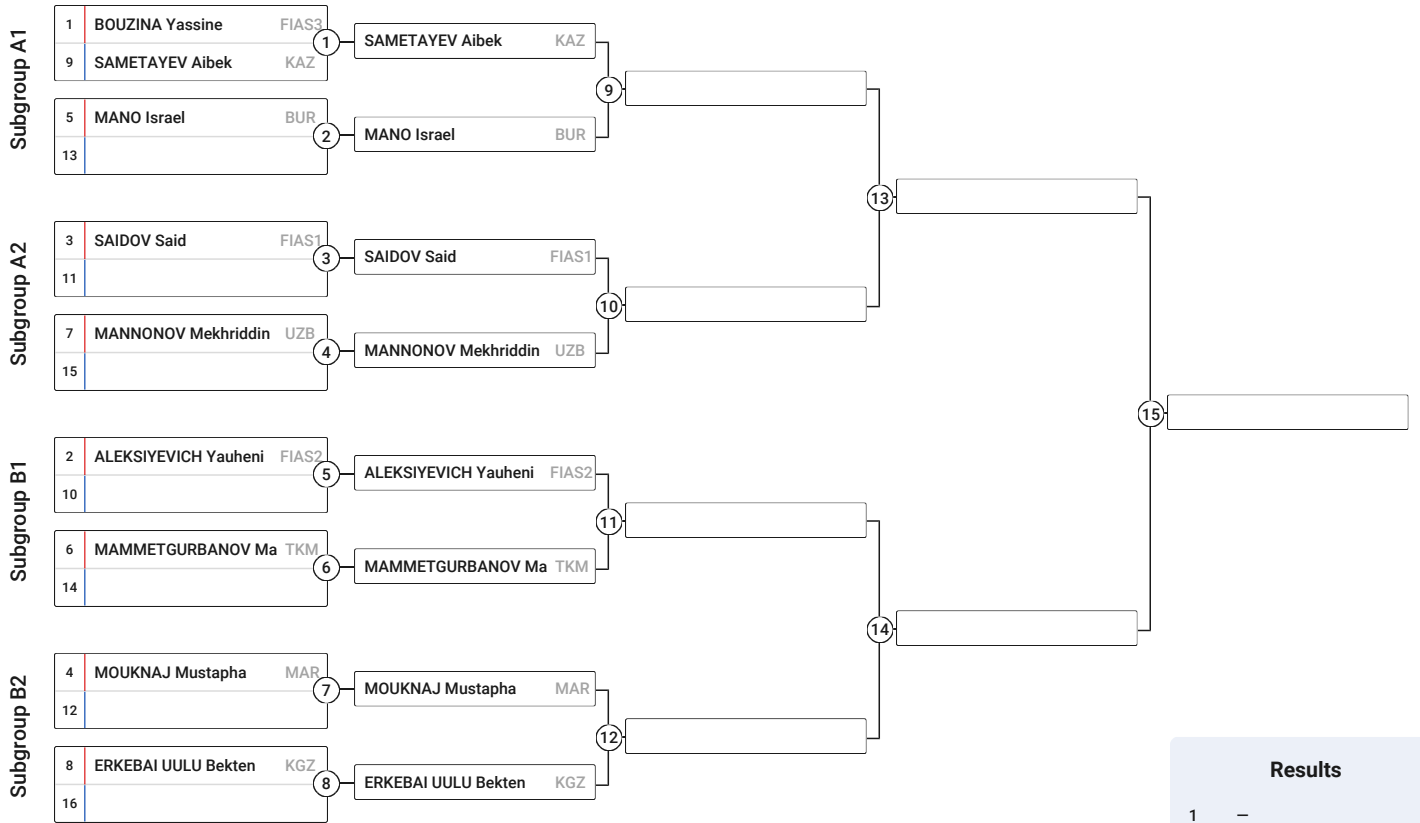 Subgroup A1
1 BOUZINA Yassine FIAS3
9 SAMETAYEV Aibek KAZ
1
SAMETAYEV Aibek KAZ
5 MANO Israel BUR
13
2
MANO Israel BUR
9
Subgroup A2
3 SAIDOV Said FIAS1
11
3
SAIDOV Said FIAS1
7 MANNONOV Mekhriddin UZB
15
4
MANNONOV Mekhriddin UZB
10
13
Subgroup B1
2 ALEKSIYEVICH Yauheni FIAS2
10
5
ALEKSIYEVICH Yauheni FIAS2
6 MAMMETGURBANOV Ma TKM
14
6
MAMMETGURBANOV Ma TKM
11
Subgroup B2
4 MOUKNAJ Mustapha MAR
12
7
MOUKNAJ Mustapha MAR
8 ERKEBAI UULU Bekten KGZ
16
8
ERKEBAI UULU Bekten KGZ
12
14
15
Results
1 –